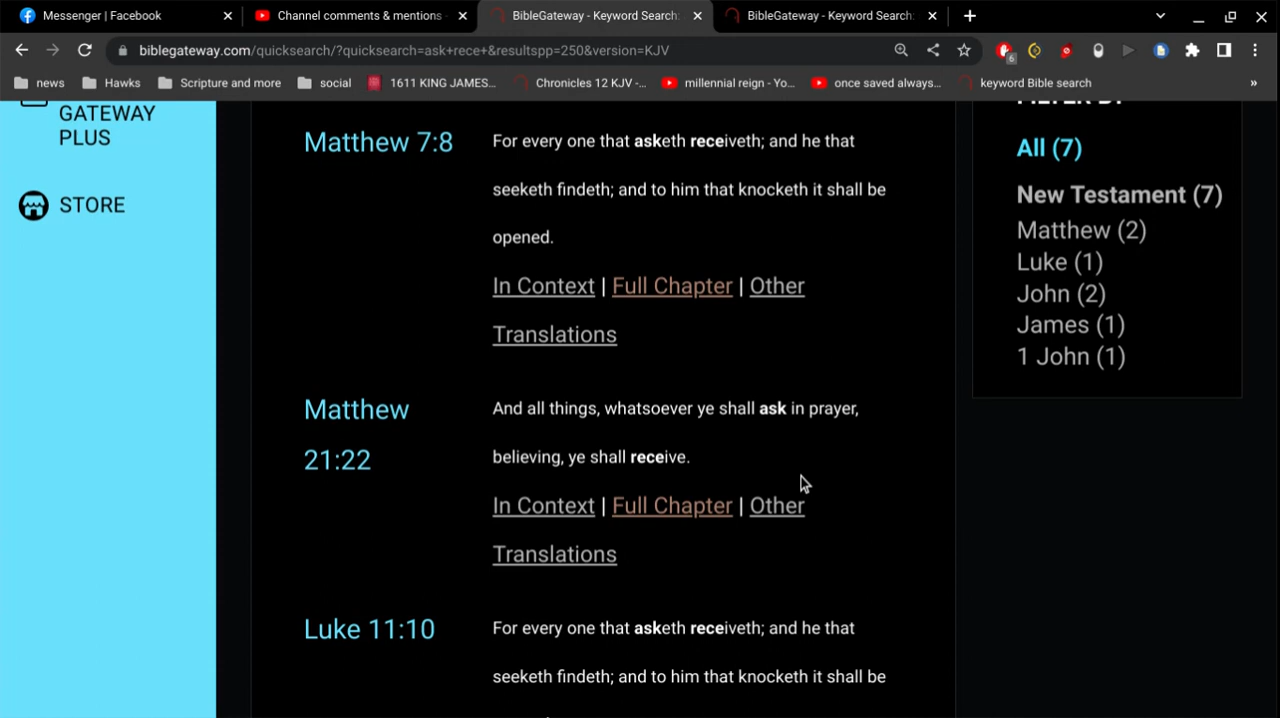 Messenger | Facebook
Channel comments & mentions -
BibleGateway - Keyword Search:
BibleGateway - Keyword Search:
biblegateway.com/quicksearch/?quicksearch=ask+rece+&resultspp=250&version=KJV
6
news
Hawks
Scripture and more
social
1611 KING JAMES...
Chronicles 12 KJV -...
millennial reign - Yo...
once saved always...
keyword Bible search
»
GATEWAY
PLUS
STORE
Matthew 7:8
For every one that asketh receiveth; and he that
seeketh findeth; and to him that knocketh it shall be
opened.
In Context | Full Chapter | Other
Translations
Matthew
21:22
And all things, whatsoever ye shall ask in prayer,
believing, ye shall receive.
In Context | Full Chapter | Other
Translations
Luke 11:10
For every one that asketh receiveth; and he that
seeketh findeth; and to him that knocketh it shall be
FILTER BY
All (7)
New Testament (7)
Matthew (2)
Luke (1)
John (2)
James (1)
1 John (1)